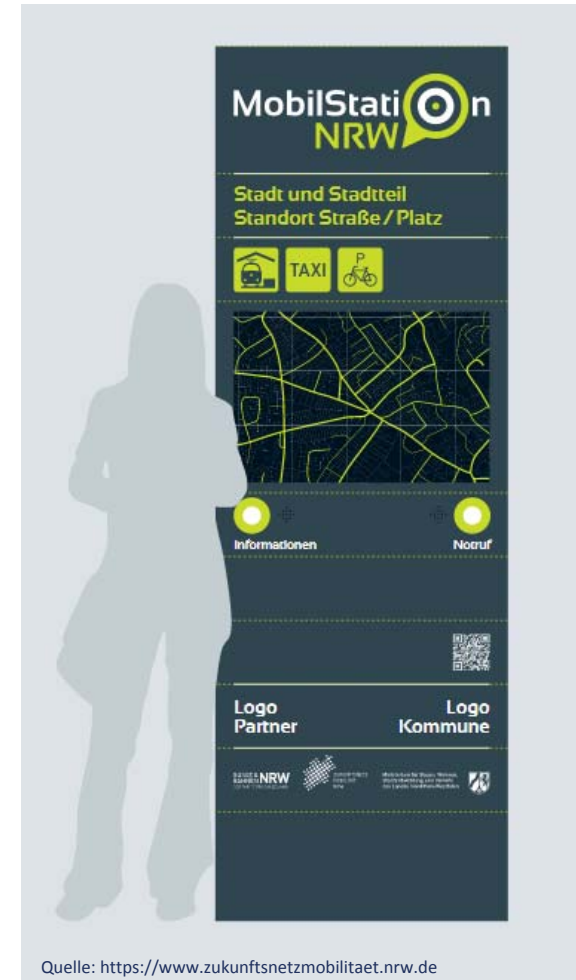 MobilStation
NRW
Stadt und Stadtteil
Standort Straße / Platz
TAXI
P
Informationen
Notruf
Logo
Partner
Logo
Kommune
NRW
Quelle: https://www.zukunftsnetzmobilitaet.nrw.de